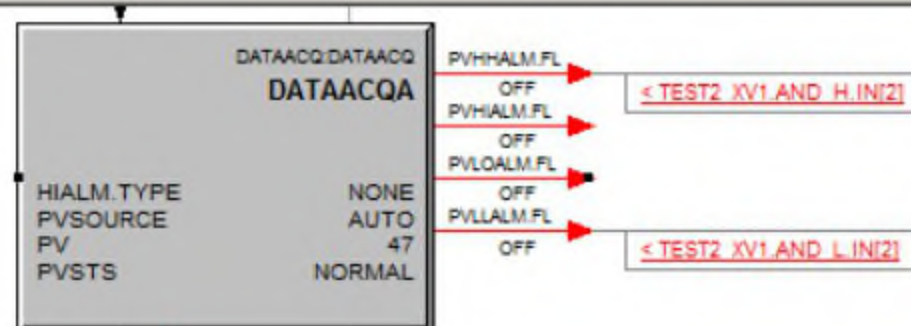 DATAACQ:DATAACQ
DATAACQA
HIALM.TYPE NONE
PVSOURCE AUTO
PV 47
PVSTS NORMAL
PVHHALM.FL
OFF
PVHIALM.FL
OFF
PVLOALM.FL
OFF
PVLLALM.FL
OFF
< TEST2_XV1.AND_H.IN[2]
< TEST2_XV1.AND_L.IN[2]